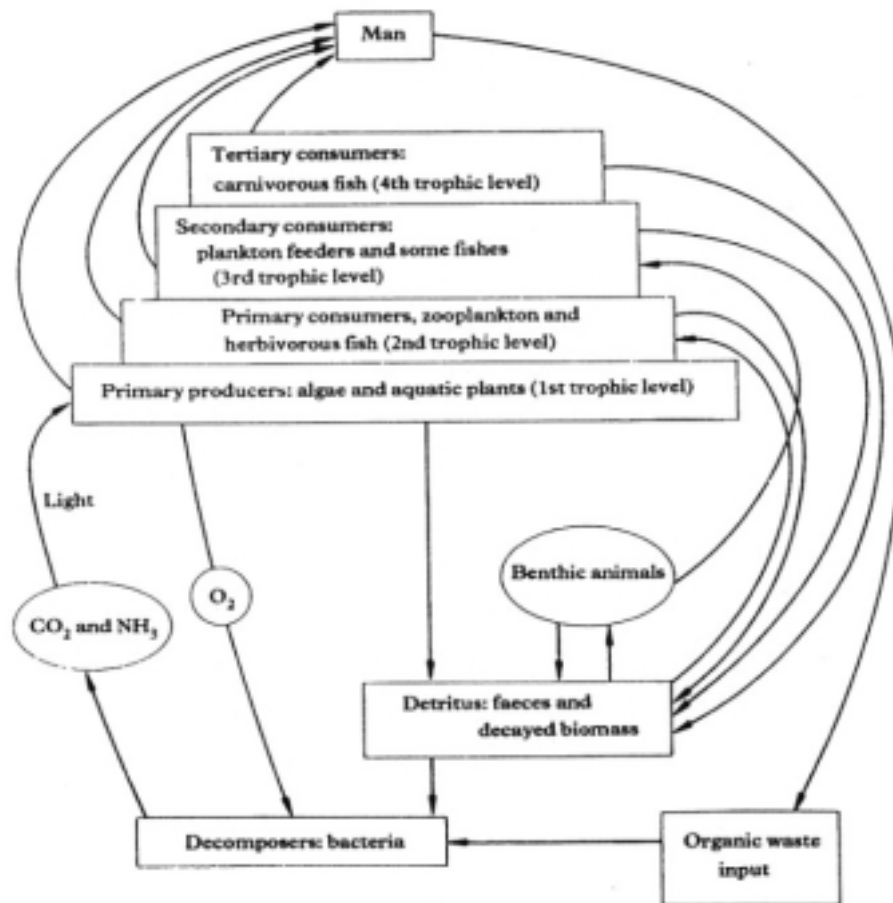 Man
Tertiary consumers:
carnivorous fish (4th trophic level)
Secondary consumers:
plankton feeders and some fishes
(3rd trophic level)
Primary consumers, zooplankton and
herbivorous fish (2nd trophic level)
Primary producers: algae and aquatic plants (1st trophic level)
Light
Benthic animals
O₂
CO₂ and NH₃
Detritus: faeces and
decayed biomass
Decomposers: bacteria
Organic waste
input